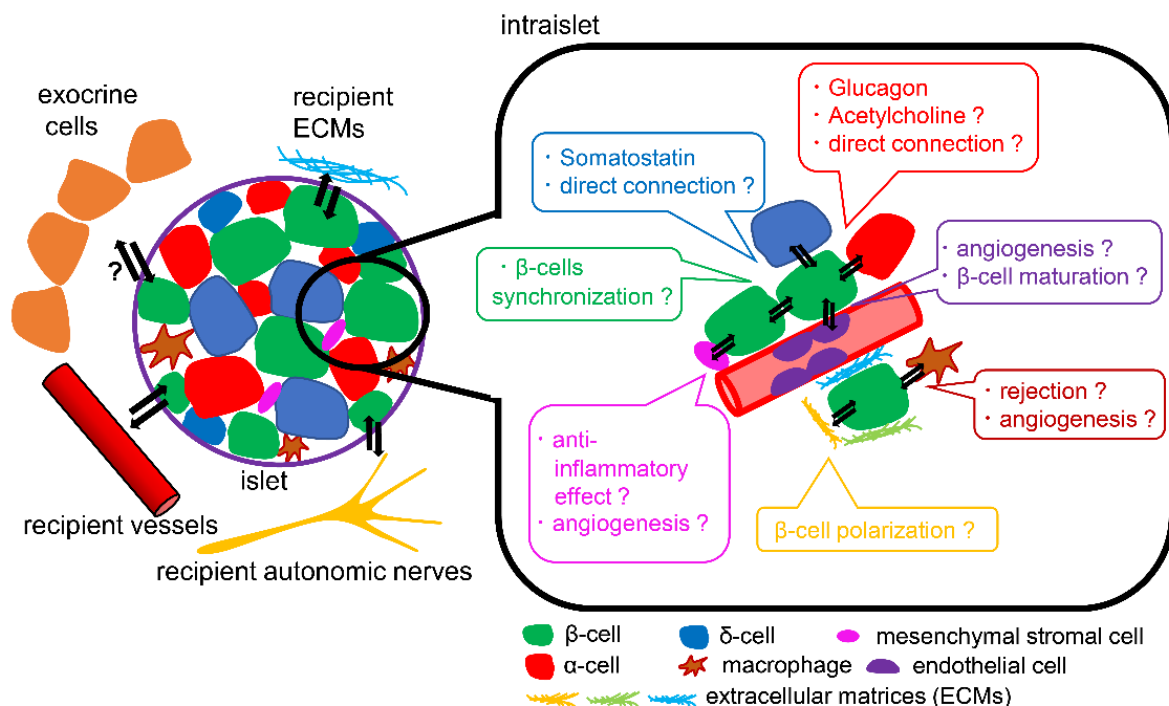 intraislet
exocrine
cells
recipient
ECMs
?
islet
recipient vessels
recipient autonomic nerves
・Glucagon
・Acetylcholine ?
・direct connection ?
・Somatostatin
・direct connection ?
・angiogenesis ?
・β-cell maturation ?
・β-cells
synchronization ?
・rejection ?
・angiogenesis ?
・anti-
inflammatory
effect ?
・angiogenesis ?
β-cell polarization ?
β-cell
δ-cell
mesenchymal stromal cell
α-cell
macrophage
endothelial cell
extracellular matrices (ECMs)